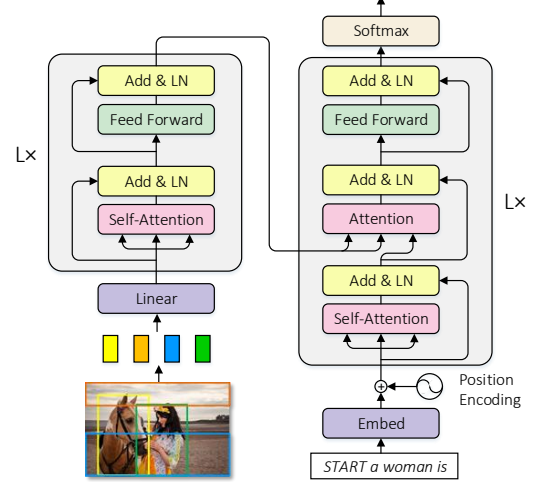 Add & LN
Feed Forward
L×
Add & LN
Self-Attention
Linear
Softmax
Add & LN
Feed Forward
Add & LN
L×
Attention
Add & LN
Self-Attention
Position
Encoding
Embed
START a woman is